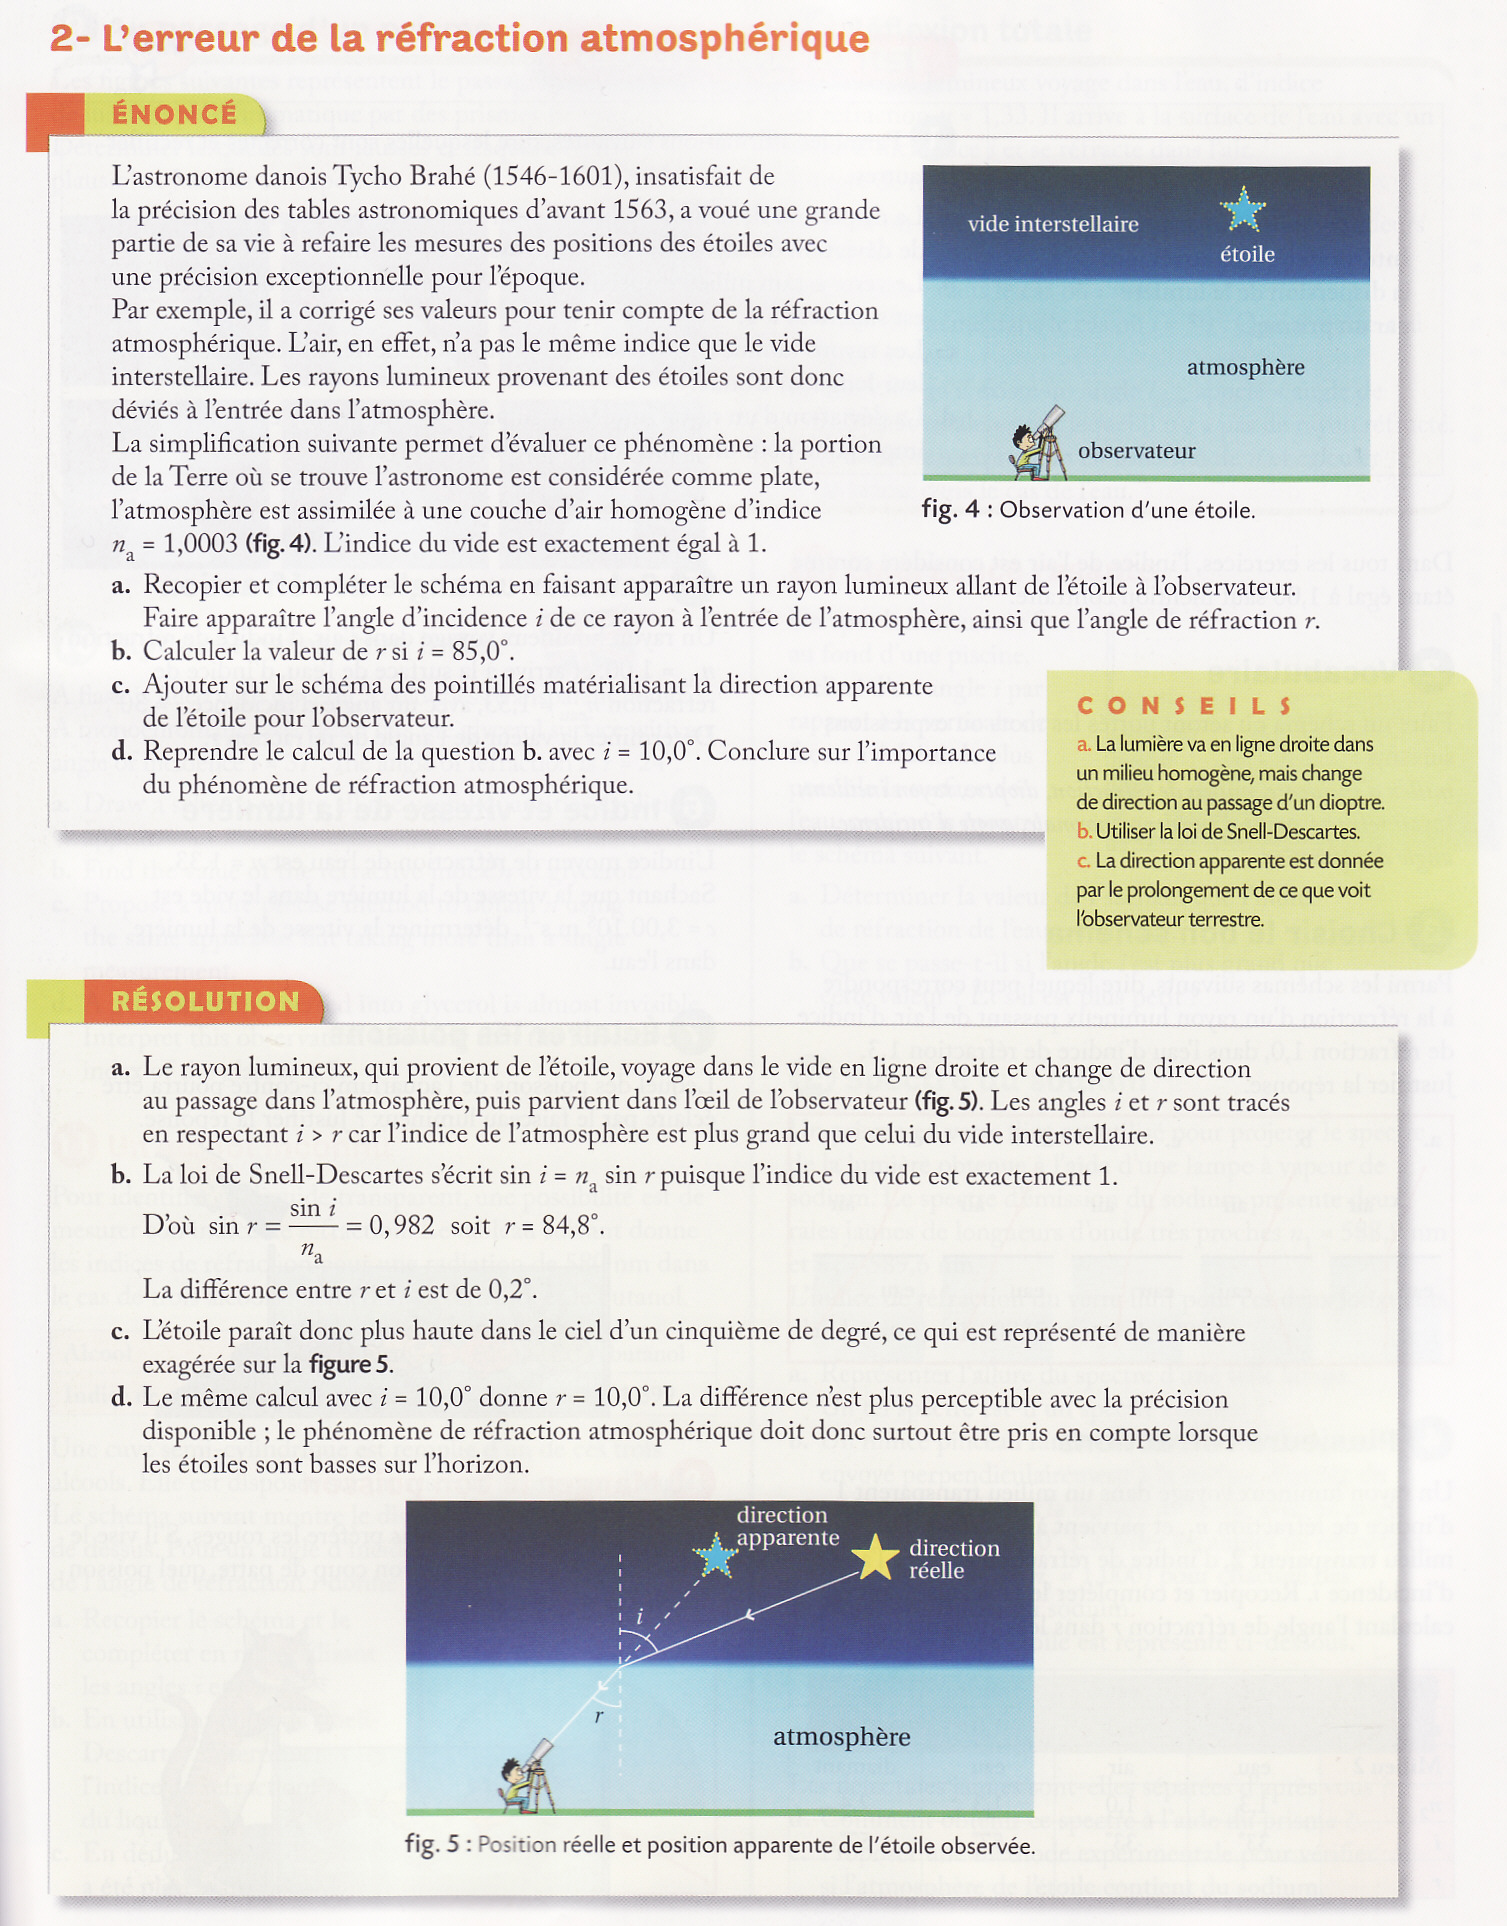 2- L'erreur de la réfraction atmosphérique
ÉNONCÉ
L'astronome danois Tycho Brahé (1546-1601), insatisfait de
la précision des tables astronomiques d'avant 1563, a voué une grande
partie de sa vie à refaire les mesures des positions des étoiles avec
une précision exceptionnelle pour l'époque.
Par exemple, il a corrigé ses valeurs pour tenir compte de la réfraction
atmosphérique. L'air, en effet, n'a pas le même indice que le vide
interstellaire. Les rayons lumineux provenant des étoiles sont donc
déviés à l'entrée dans l'atmosphère.
La simplification suivante permet d'évaluer ce phénomène : la portion
de la Terre où se trouve l'astronome est considérée comme plate,
l'atmosphère est assimilée à une couche d'air homogène d'indice
nₐ = 1,0003 (fig. 4). L'indice du vide est exactement égal à 1.
vide interstellaire
étoile
atmosphère
observateur
fig. 4 : Observation d'une étoile.
a. Recopier et compléter le schéma en faisant apparaître un rayon lumineux allant de l'étoile à l'observateur.
Faire apparaître l'angle d'incidence i de ce rayon à l'entrée de l'atmosphère, ainsi que l'angle de réfraction r.
b. Calculer la valeur de r si i = 85,0°.
c. Ajouter sur le schéma des pointillés matérialisant la direction apparente
de l'étoile pour l'observateur.
d. Reprendre le calcul de la question b. avec i = 10,0°. Conclure sur l'importance
du phénomène de réfraction atmosphérique.
CONSEILS
a. La lumière va en ligne droite dans
un milieu homogène, mais change
de direction au passage d'un dioptre.
b. Utiliser la loi de Snell-Descartes.
c. La direction apparente est donnée
par le prolongement de ce que voit
l'observateur terrestre.
RÉSOLUTION
a. Le rayon lumineux, qui provient de l'étoile, voyage dans le vide en ligne droite et change de direction
au passage dans l'atmosphère, puis parvient dans l'œil de l'observateur (fig. 5). Les angles i et r sont tracés
en respectant i > r car l'indice de l'atmosphère est plus grand que celui du vide interstellaire.
b. La loi de Snell-Descartes s'écrit sin i = nₐ sin r puisque l'indice du vide est exactement 1.
D'où sin r = sin i / nₐ = 0,982 soit r = 84,8°.
La différence entre r et i est de 0,2°.
c. L'étoile paraît donc plus haute dans le ciel d'un cinquième de degré, ce qui est représenté de manière
exagérée sur la figure 5.
d. Le même calcul avec i = 10,0° donne r = 10,0°. La différence n'est plus perceptible avec la précision
disponible ; le phénomène de réfraction atmosphérique doit donc surtout être pris en compte lorsque
les étoiles sont basses sur l'horizon.
direction
apparente
direction
réelle
i
r
atmosphère
fig. 5 : Position réelle et position apparente de l'étoile observée.